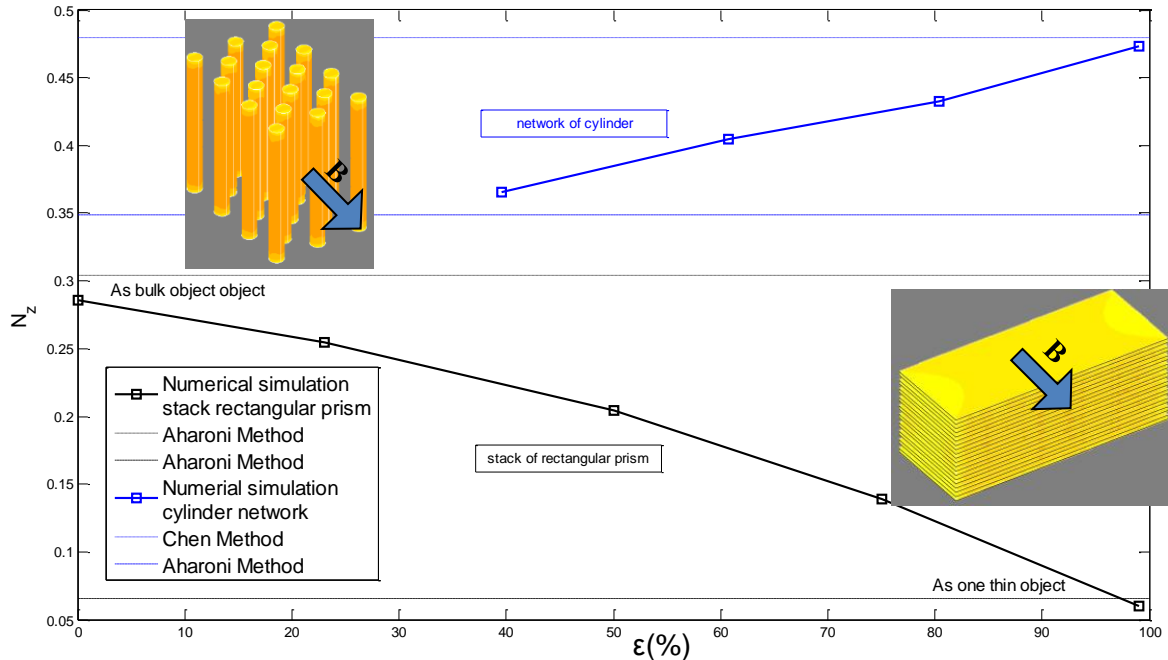 0.5
0.45
0.4
0.35
0.3
0.25
0.2
0.15
0.1
0.05
N_z
B
network of cylinder
As bulk object object
B
Numerical simulation
stack rectangular prism
Aharoni Method
Aharoni Method
Numerial simulation
cylinder network
Chen Method
Aharoni Method
stack of rectangular prism
As one thin object
0 10 20 30 40 50 60 70 80 90 100
ε(%)